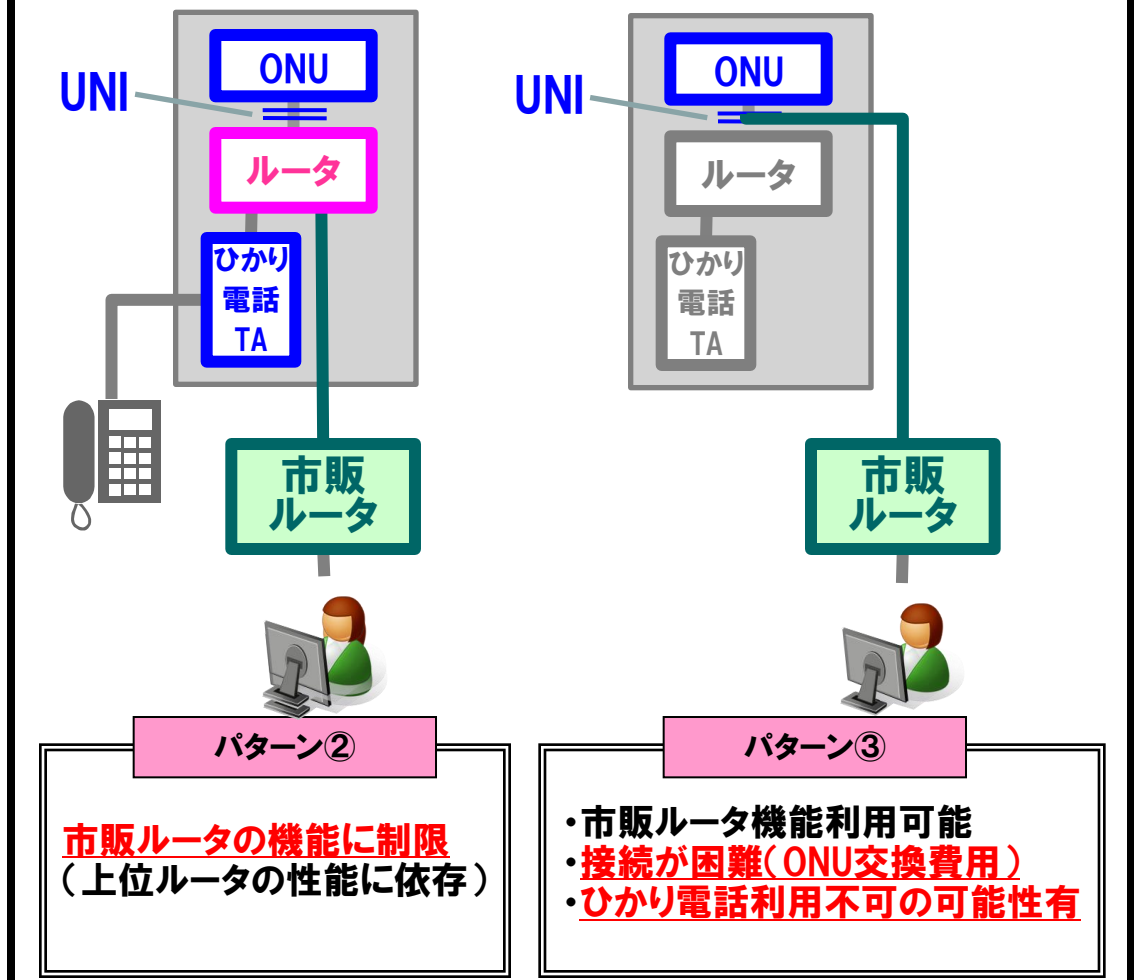 UNI
ONU
ルータ
ひかり
電話
TA
市販
ルータ
パターン②
市販ルータの機能に制限
(上位ルータの性能に依存)
UNI
ONU
ルータ
ひかり
電話
TA
市販
ルータ
パターン③
・市販ルータ機能利用可能
・接続が困難(ONU交換費用)
・ひかり電話利用不可の可能性有